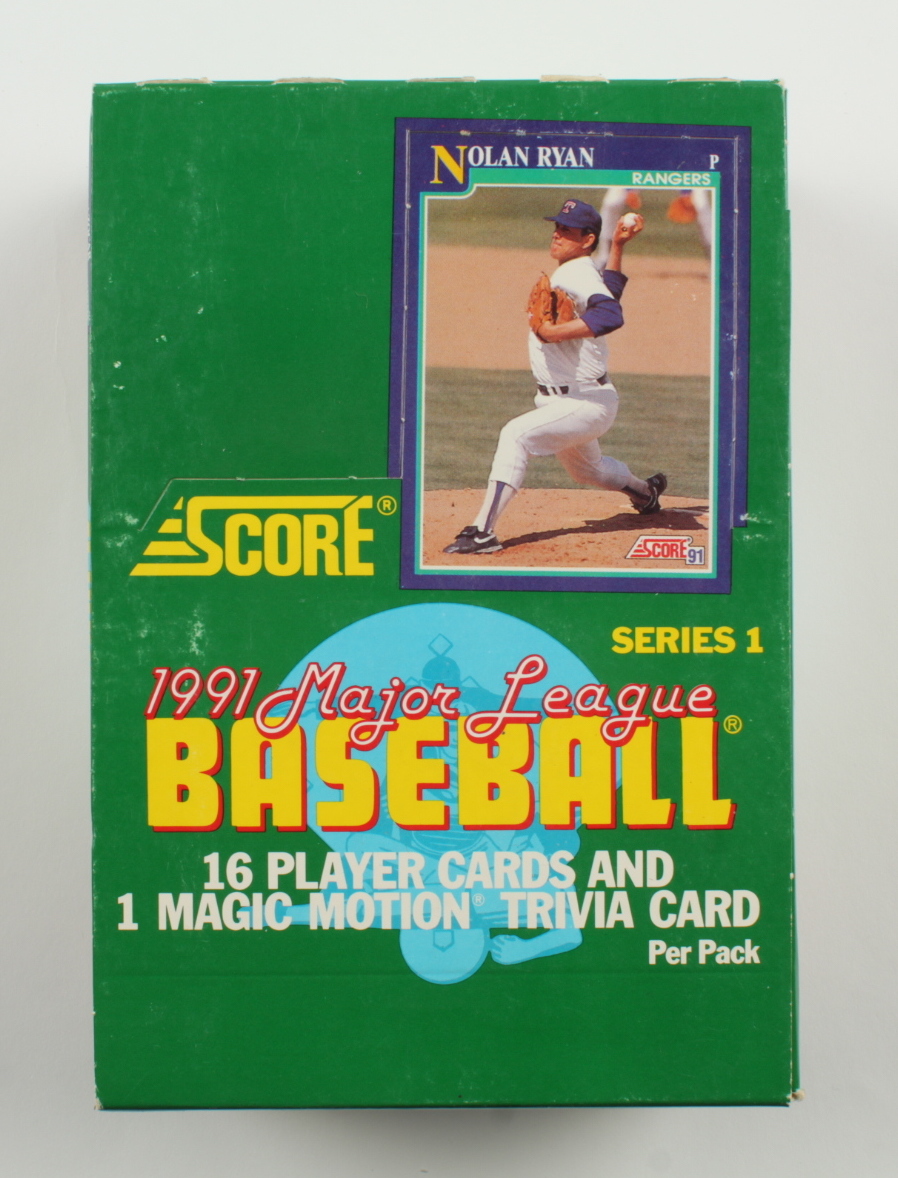 NOLAN RYAN P
RANGERS
T
SCORE 91
SCORE®
SERIES 1
1991 Major League
BASEBALL®
16 PLAYER CARDS AND
1 MAGIC MOTION® TRIVIA CARD
Per Pack